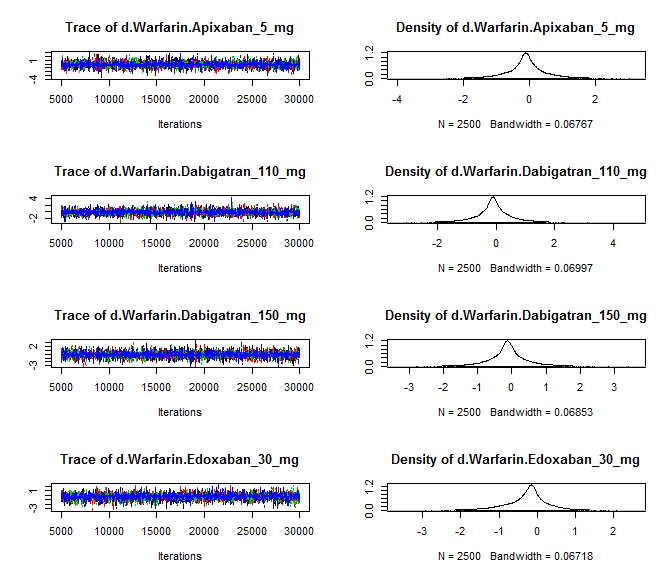 Trace of d.Warfarin.Apixaban_5_mg
-4 1
5000 10000 15000 20000 25000 30000
Iterations
Density of d.Warfarin.Apixaban_5_mg
0.0 1.2
-4 -2 0 2
N = 2500 Bandwidth = 0.06767
Trace of d.Warfarin.Dabigatran_110_mg
-2 4
5000 10000 15000 20000 25000 30000
Iterations
Density of d.Warfarin.Dabigatran_110_mg
0.0 1.2
-2 0 2 4
N = 2500 Bandwidth = 0.06997
Trace of d.Warfarin.Dabigatran_150_mg
-3 2
5000 10000 15000 20000 25000 30000
Iterations
Density of d.Warfarin.Dabigatran_150_mg
0.0 1.2
-3 -2 -1 0 1 2 3
N = 2500 Bandwidth = 0.06853
Trace of d.Warfarin.Edoxaban_30_mg
-3 1
5000 10000 15000 20000 25000 30000
Iterations
Density of d.Warfarin.Edoxaban_30_mg
0.0 1.2
-3 -2 -1 0 1 2
N = 2500 Bandwidth = 0.06718